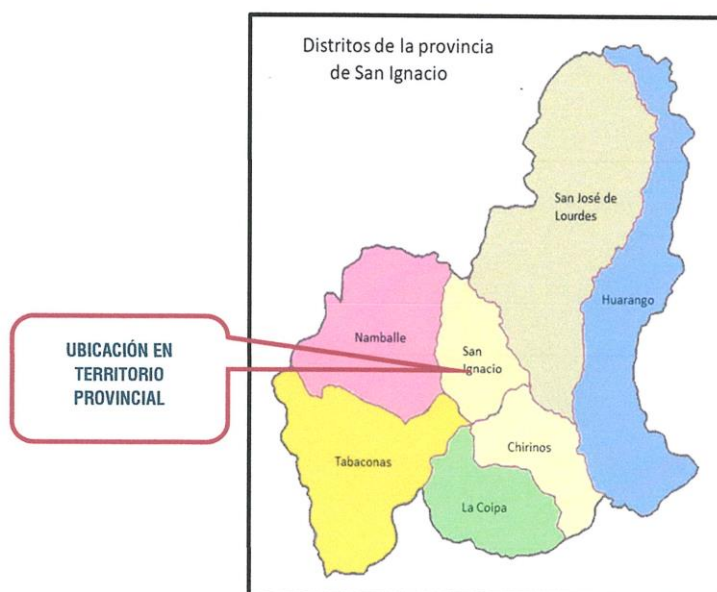 Distritos de la provincia
de San Ignacio
San José de
Lourdes
Huarango
Namballe
San
Ignacio
UBICACIÓN EN
TERRITORIO
PROVINCIAL
Chirinos
Tabaconas
La Coipa